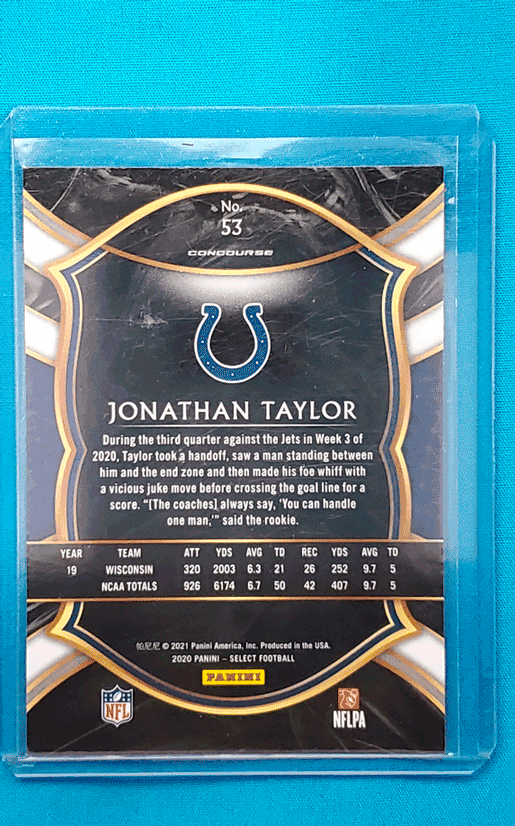 No.
53
CONCOURSE
JONATHAN TAYLOR
During the third quarter against the Jets in Week 3 of
2020, Taylor took a handoff, saw a man standing between
him and the end zone and then made his foe whiff with
a vicious juke move before crossing the goal line for a
score. “[The coaches] always say, ‘You can handle
one man,’” said the rookie.
YEAR TEAM ATT YDS AVG TD REC YDS AVG TD
19 WISCONSIN 320 2003 6.3 21 26 252 9.7 5
NCAA TOTALS 926 6174 6.7 50 42 407 9.7 5
帕尼尼 © 2021 Panini America, Inc. Produced in the USA.
2020 PANINI – SELECT FOOTBALL
PANINI
NFL
NFLPA